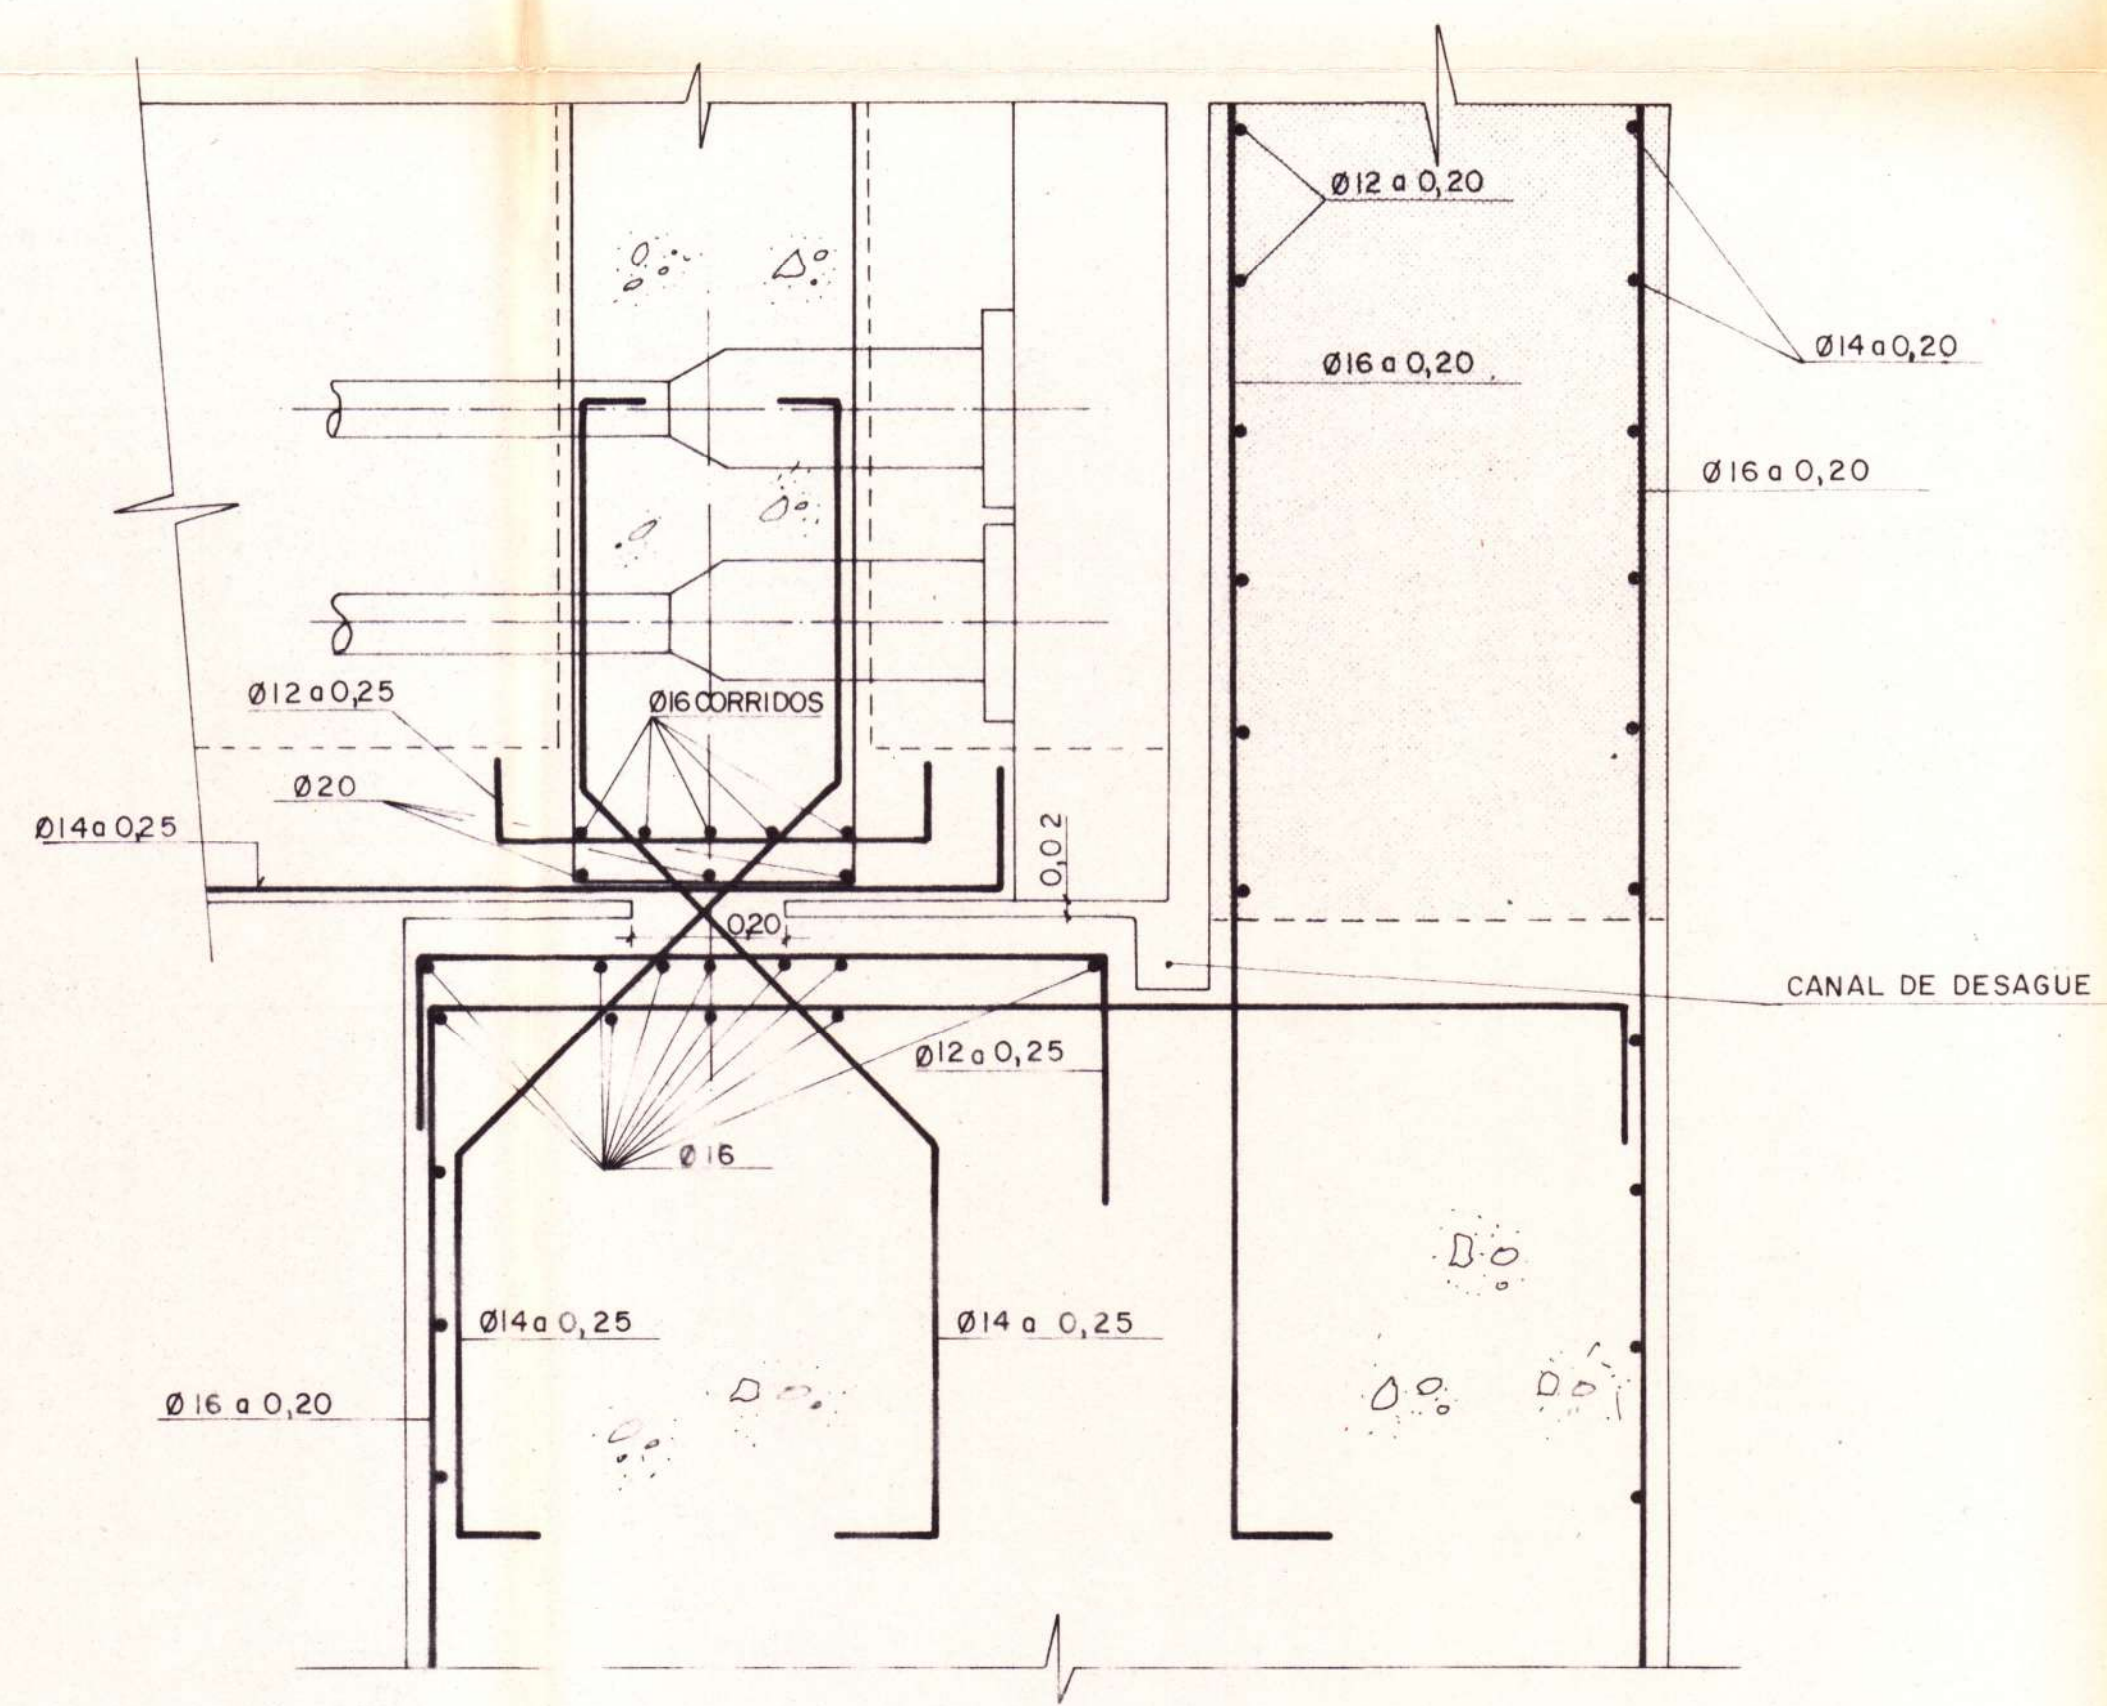 Ø12 a 0,20
Ø14 a 0,20
Ø16 a 0,20
Ø16 a 0,20
Ø12 a 0,25
Ø16 CORRIDOS
Ø20
Ø14 a 0,25
0,02
0,20
CANAL DE DESAGÜE
Ø12 a 0,25
Ø16
Ø14 a 0,25
Ø14 a 0,25
Ø16 a 0,20